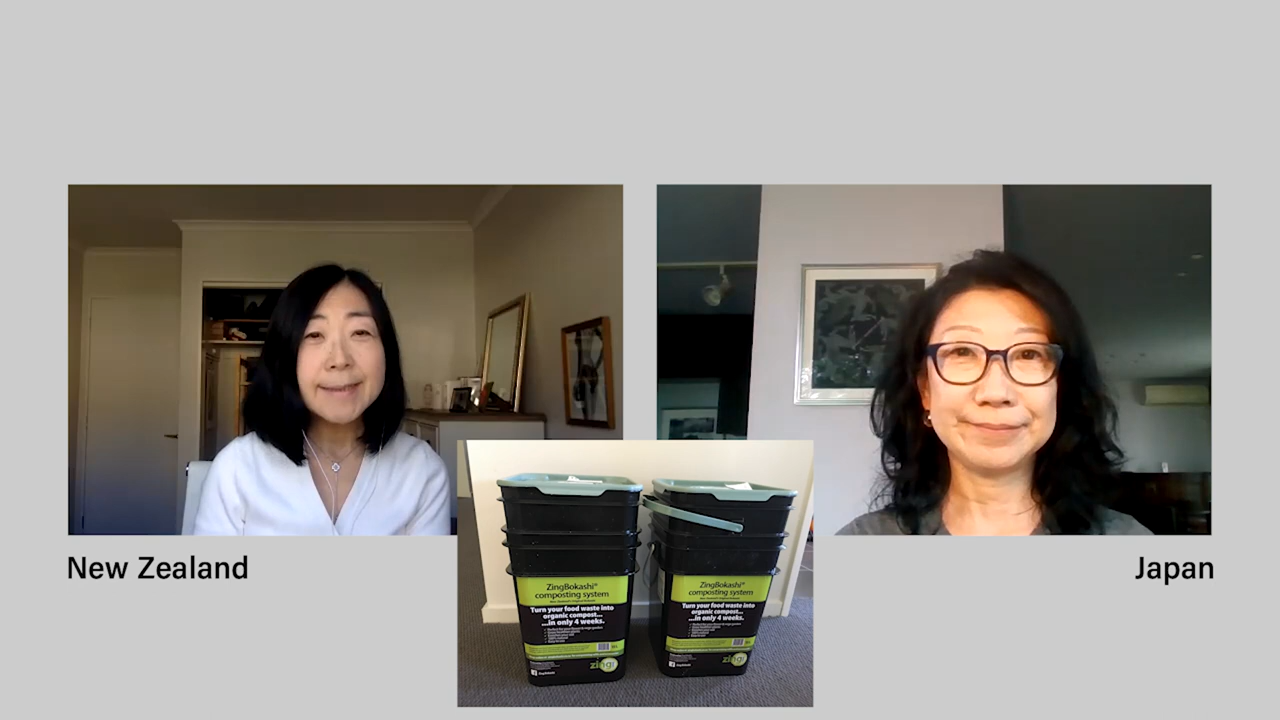 New Zealand
Japan
ZingBokashi®
composting system
Turn your food waste into
organic compost...
...in only 4 weeks.
zing!
ZingBokashi®
composting system
Turn your food waste into
organic compost...
...in only 4 weeks.
zing!